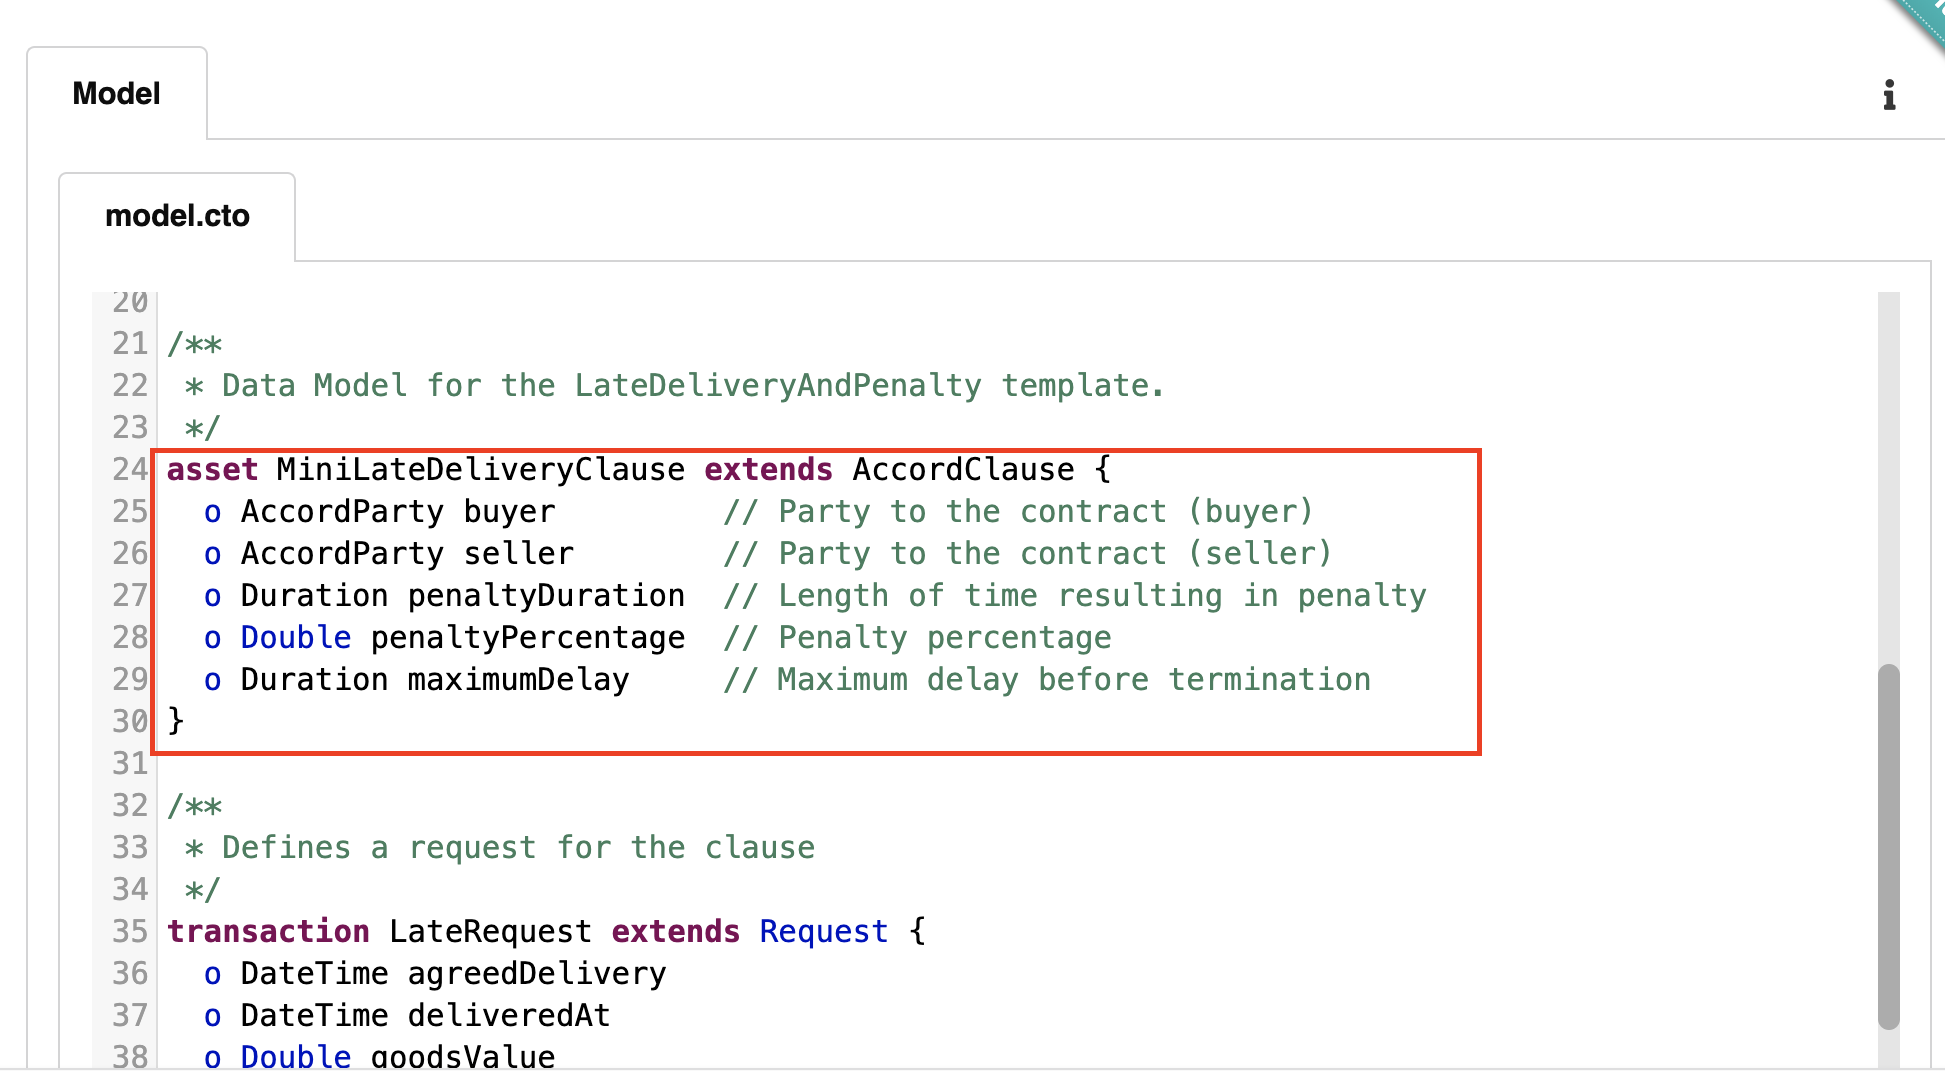 Model
model.cto
20
21 /**
22  * Data Model for the LateDeliveryAndPenalty template.
23  */
24 asset MiniLateDeliveryClause extends AccordClause {
25   o AccordParty buyer         // Party to the contract (buyer)
26   o AccordParty seller        // Party to the contract (seller)
27   o Duration penaltyDuration  // Length of time resulting in penalty
28   o Double penaltyPercentage  // Penalty percentage
29   o Duration maximumDelay     // Maximum delay before termination
30 }
31
32 /**
33  * Defines a request for the clause
34  */
35 transaction LateRequest extends Request {
36   o DateTime agreedDelivery
37   o DateTime deliveredAt
38   o Double goodsValue